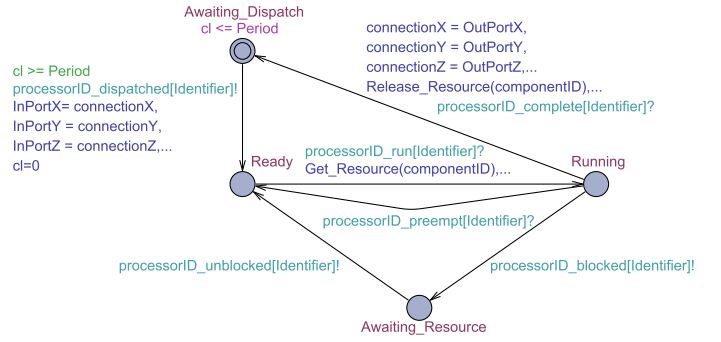 Awaiting_Dispatch
cl <= Period
connectionX = OutPortX,
connectionY = OutPortY,
connectionZ = OutPortZ,...
Release_Resource(componentID),...
processorID_complete[Identifier]?
cl >= Period
processorID_dispatched[Identifier]!
InPortX= connectionX,
InPortY = connectionY,
InPortZ = connectionZ,...
cl=0
Ready
processorID_run[Identifier]?
Get_Resource(componentID),...
Running
processorID_preempt[Identifier]?
processorID_unblocked[Identifier]!
processorID_blocked[Identifier]!
Awaiting_Resource